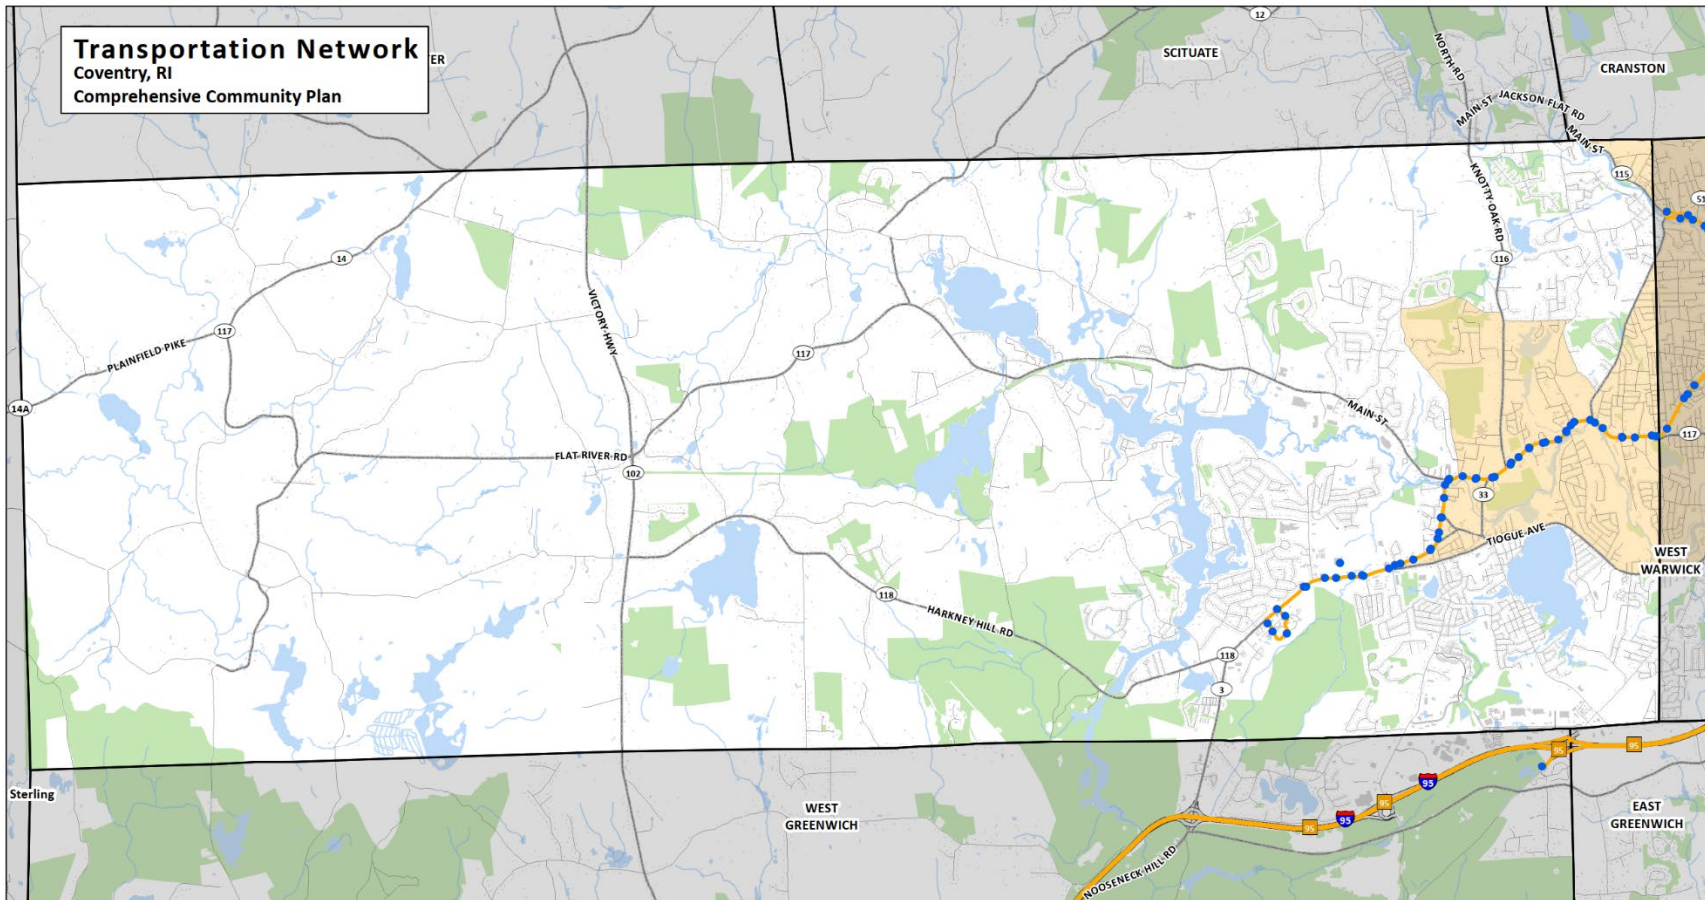 Transportation Network
Coventry, RI
Comprehensive Community Plan
ER
12
SCITUATE
NORTH RD
CRANSTON
MAIN ST
JACKSON FLAT RD
MAIN ST
115
51
KNOTTY OAK RD
116
14
VICTORY HWY
117
PLAINFIELD PIKE
117
14A
MAIN ST
117
FLAT RIVER RD
102
33
TIOGUE AVE
WEST
WARWICK
118
HARKNEY HILL RD
118
3
Sterling
WEST
GREENWICH
95
95
95
95
95
95
EAST
GREENWICH
NOOSENECK HILL RD